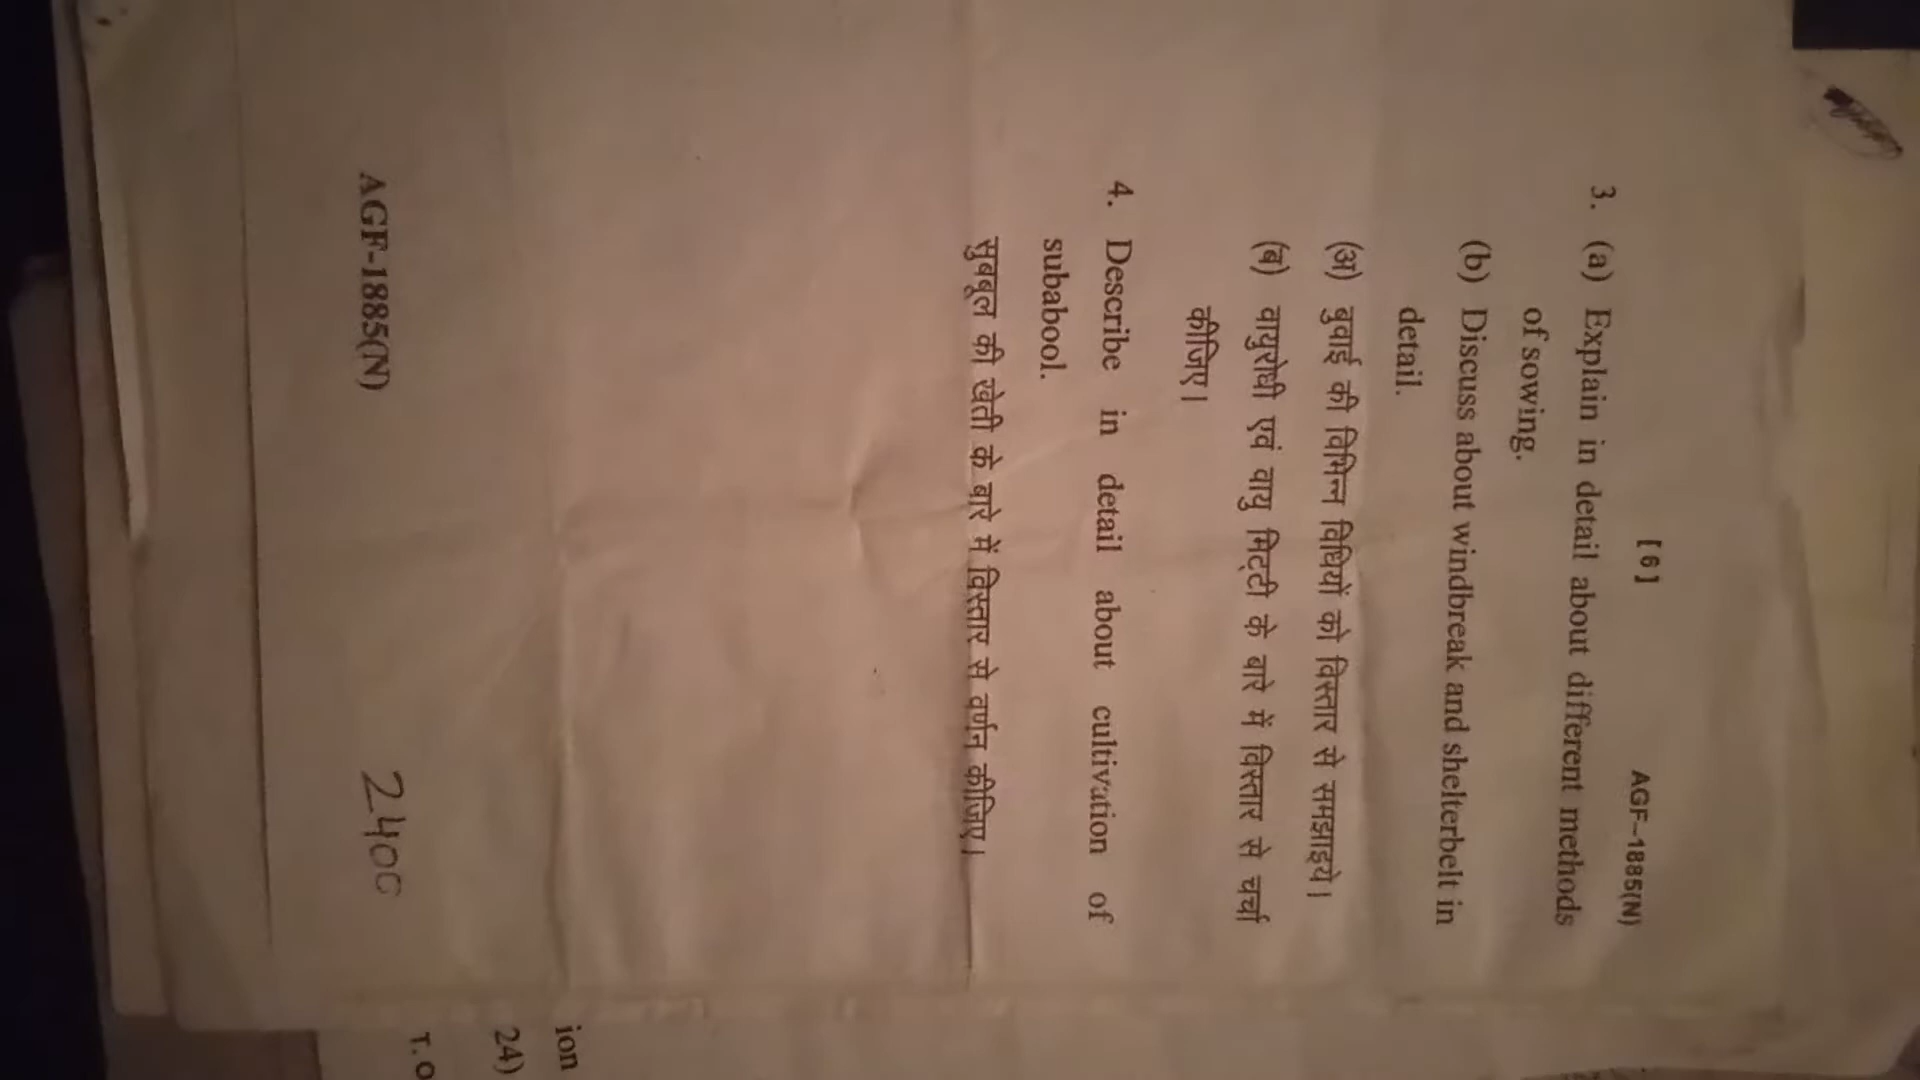 [ 6 ] AGF-1885(N)
3. (a) Explain in detail about different methods
of sowing.
(b) Discuss about windbreak and shelterbelt in
detail.
(अ) बुवाई की विभिन्न विधियों को विस्तार से समझाइये।
(ब) वायुरोधी एवं वायु मिट्टी के बारे में विस्तार से चर्चा
कीजिए।
4. Describe in detail about cultivation of
subabool.
सुबबूल की खेती के बारे में विस्तार से वर्णन कीजिए।
AGF-1885(N) 2400
ion
24)
T. O